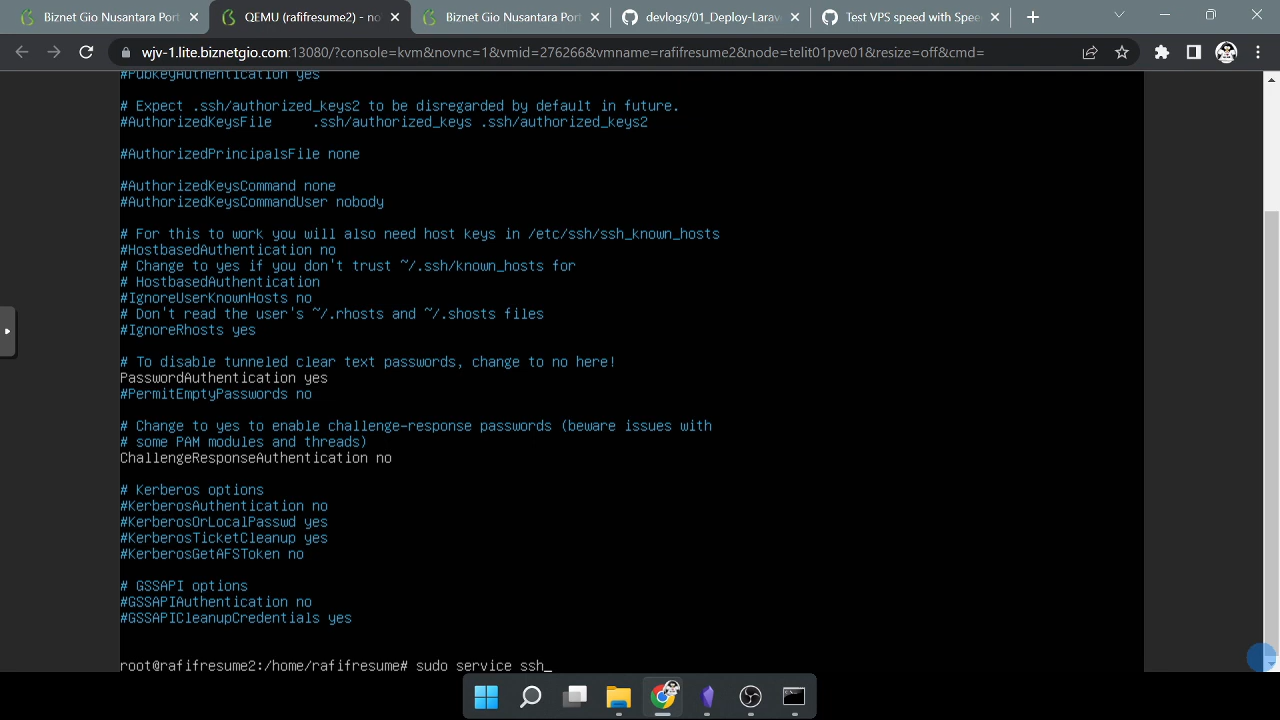 Biznet Gio Nusantara Port
QEMU (rafifresume2) - no
Biznet Gio Nusantara Port
devlogs/01_Deploy-Larav
Test VPS speed with Spee
wjv-1.lite.biznetgio.com:13080/?console=kvm&novnc=1&vmid=276266&vmname=rafifresume2&node=telit01pve01&resize=off&cmd=
#PubkeyAuthentication yes
# Expect .ssh/authorized_keys2 to be disregarded by default in future.
#AuthorizedKeysFile .ssh/authorized_keys .ssh/authorized_keys2
#AuthorizedPrincipalsFile none
#AuthorizedKeysCommand none
#AuthorizedKeysCommandUser nobody
# For this to work you will also need host keys in /etc/ssh/ssh_known_hosts
#HostbasedAuthentication no
# Change to yes if you don't trust ~/.ssh/known_hosts for
# HostbasedAuthentication
#IgnoreUserKnownHosts no
# Don't read the user's ~/.rhosts and ~/.shosts files
#IgnoreRhosts yes
# To disable tunneled clear text passwords, change to no here!
PasswordAuthentication yes
#PermitEmptyPasswords no
# Change to yes to enable challenge-response passwords (beware issues with
# some PAM modules and threads)
ChallengeResponseAuthentication no
# Kerberos options
#KerberosAuthentication no
#KerberosOrLocalPasswd yes
#KerberosTicketCleanup yes
#KerberosGetAFSToken no
# GSSAPI options
#GSSAPIAuthentication no
#GSSAPICleanupCredentials yes
root@rafifresume2:/home/rafifresume# sudo service ssh_